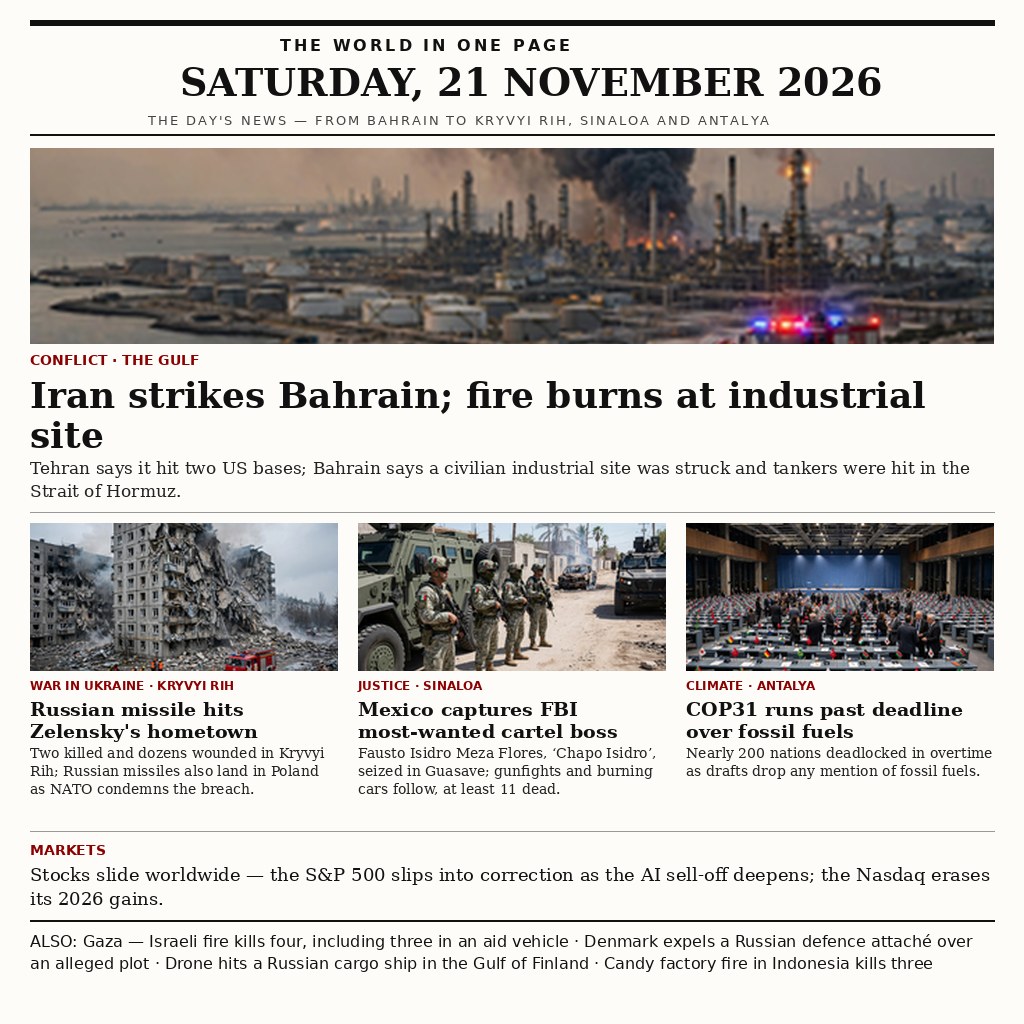 THE WORLD IN ONE PAGE
SATURDAY, 21 NOVEMBER 2026
THE DAY'S NEWS — FROM BAHRAIN TO KRYVYI RIH, SINALOA AND ANTALYA
CONFLICT · THE GULF
Iran strikes Bahrain; fire burns at industrial
site
Tehran says it hit two US bases; Bahrain says a civilian industrial site was struck and tankers were hit in the
Strait of Hormuz.
WAR IN UKRAINE · KRYVYI RIH
Russian missile hits
Zelensky's hometown
Two killed and dozens wounded in Kryvyi
Rih; Russian missiles also land in Poland
as NATO condemns the breach.
JUSTICE · SINALOA
Mexico captures FBI
most-wanted cartel boss
Fausto Isidro Meza Flores, ‘Chapo Isidro’,
seized in Guasave; gunfights and burning
cars follow, at least 11 dead.
CLIMATE · ANTALYA
COP31 runs past deadline
over fossil fuels
Nearly 200 nations deadlocked in overtime
as drafts drop any mention of fossil fuels.
MARKETS
Stocks slide worldwide — the S&P 500 slips into correction as the AI sell-off deepens; the Nasdaq erases
its 2026 gains.
ALSO: Gaza — Israeli fire kills four, including three in an aid vehicle · Denmark expels a Russian defence attaché over
an alleged plot · Drone hits a Russian cargo ship in the Gulf of Finland · Candy factory fire in Indonesia kills three